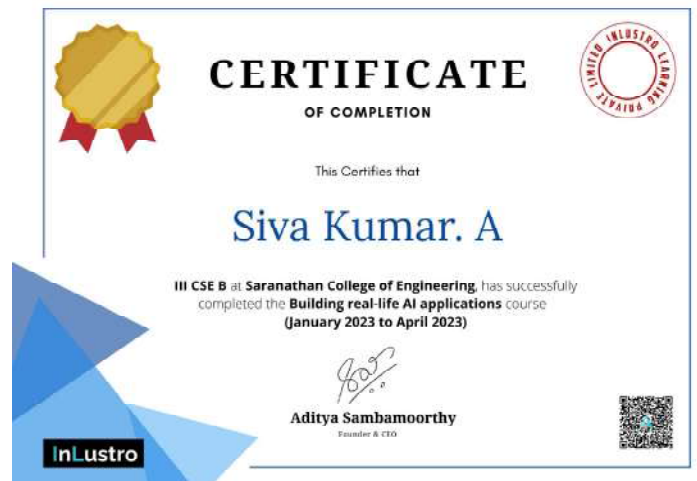 CERTIFICATE
OF COMPLETION
INLUSTRO LEARNING PRIVATE LIMITED
This Certifies that
Siva Kumar. A
III CSE B at Saranathan College of Engineering, has successfully
completed the Building real-life AI applications course
(January 2023 to April 2023)
Aditya Sambamoorthy
Founder & CEO
InLustro